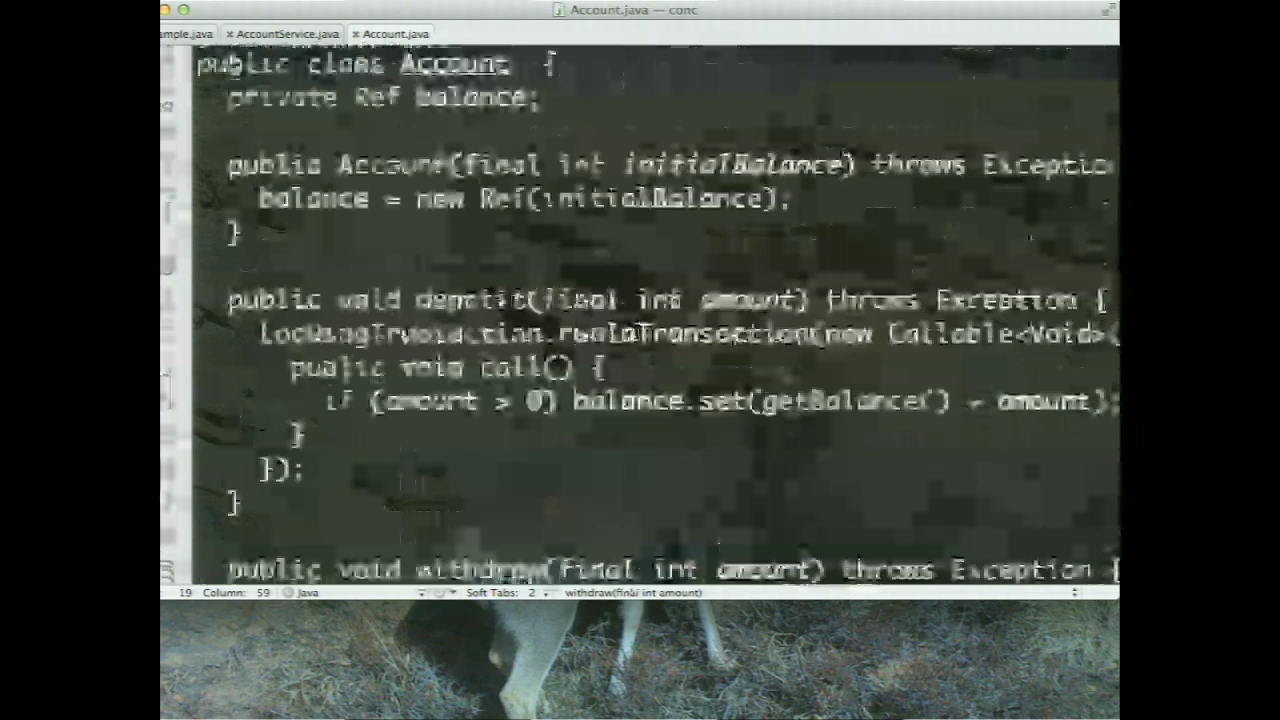 Account.java — conc
ample.java × AccountService.java × Account.java
public class Account {
private Ref balance;
public Account(final int initialBalance) throws Exceptio
balance = new Ref(initialBalance);
}
public void deposit(final int amount) throws Exception {
LockingTransaction.runInTransaction(new Callable<Void>(
public void call() {
if (amount > 0) balance.set(getBalance() + amount);
}
});
}
public void withdraw(final int amount) throws Exception {
19 Column: 59 Java Soft Tabs: 2 withdraw(final int amount)